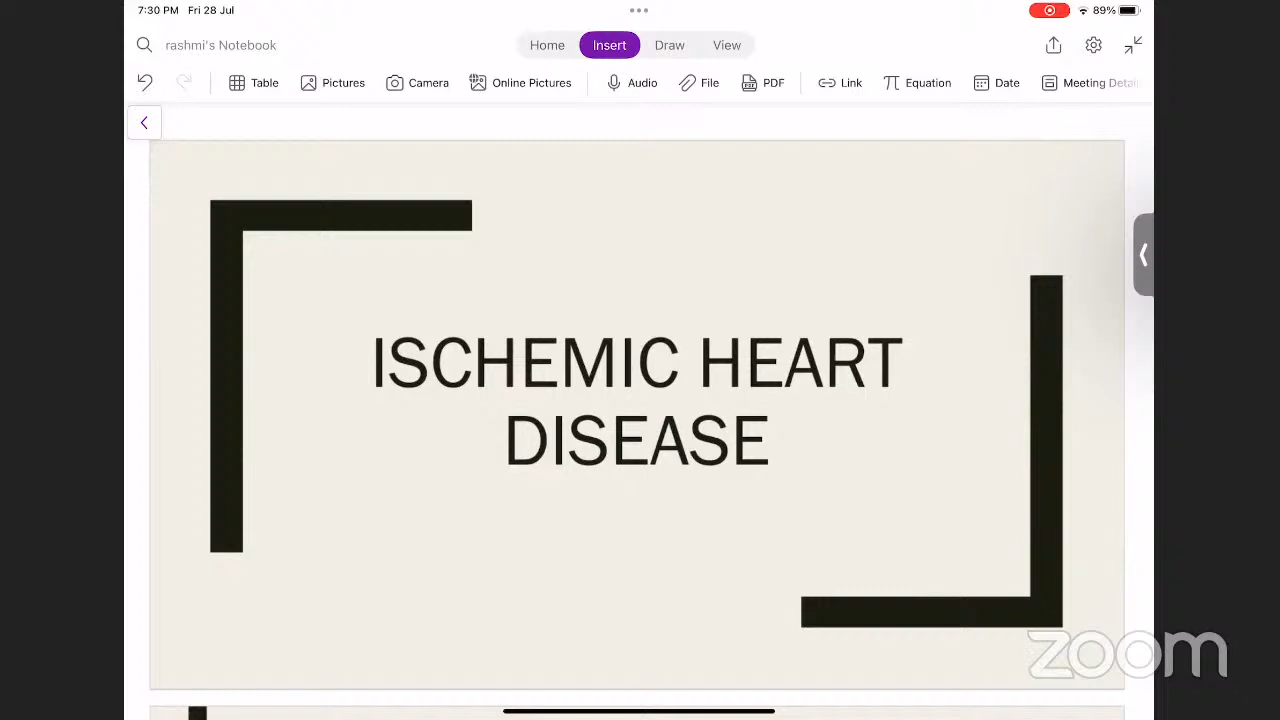 7:30 PM Fri 28 Jul
89%
rashmi's Notebook
Home Insert Draw View
Table Pictures Camera Online Pictures Audio File PDF Link Equation Date Meeting
ISCHEMIC HEART
DISEASE
zoom